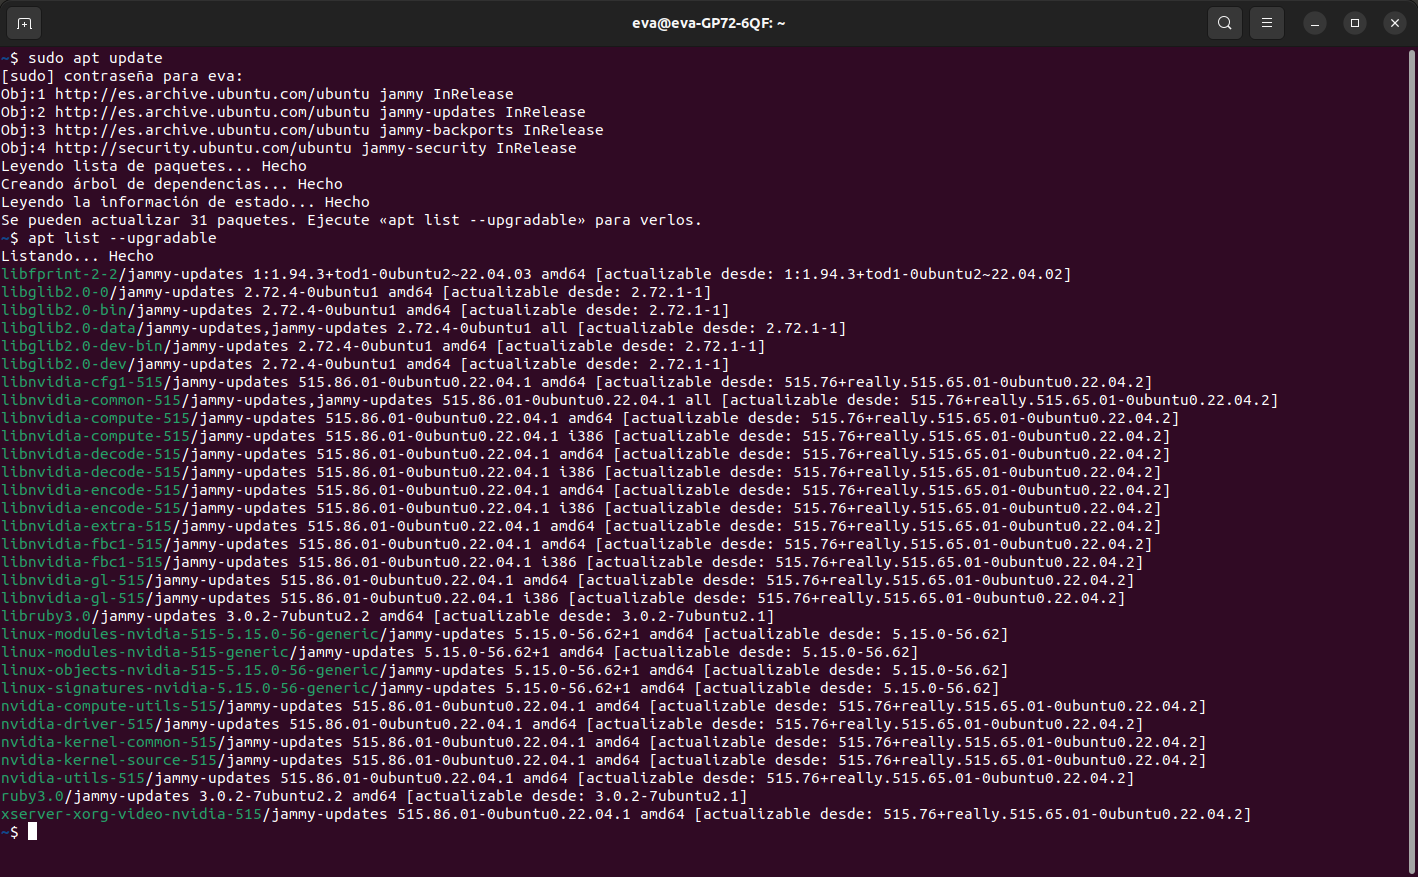 eva@eva-GP72-6QF: ~
~$ sudo apt update
[sudo] contraseña para eva:
Obj:1 http://es.archive.ubuntu.com/ubuntu jammy InRelease
Obj:2 http://es.archive.ubuntu.com/ubuntu jammy-updates InRelease
Obj:3 http://es.archive.ubuntu.com/ubuntu jammy-backports InRelease
Obj:4 http://security.ubuntu.com/ubuntu jammy-security InRelease
Leyendo lista de paquetes... Hecho
Creando árbol de dependencias... Hecho
Leyendo la información de estado... Hecho
Se pueden actualizar 31 paquetes. Ejecute «apt list --upgradable» para verlos.
~$ apt list --upgradable
Listando... Hecho
libfprint-2-2/jammy-updates 1:1.94.3+tod1-0ubuntu2~22.04.03 amd64 [actualizable desde: 1:1.94.3+tod1-0ubuntu2~22.04.02]
libglib2.0-0/jammy-updates 2.72.4-0ubuntu1 amd64 [actualizable desde: 2.72.1-1]
libglib2.0-bin/jammy-updates 2.72.4-0ubuntu1 amd64 [actualizable desde: 2.72.1-1]
libglib2.0-data/jammy-updates,jammy-updates 2.72.4-0ubuntu1 all [actualizable desde: 2.72.1-1]
libglib2.0-dev-bin/jammy-updates 2.72.4-0ubuntu1 amd64 [actualizable desde: 2.72.1-1]
libglib2.0-dev/jammy-updates 2.72.4-0ubuntu1 amd64 [actualizable desde: 2.72.1-1]
libnvidia-cfg1-515/jammy-updates 515.86.01-0ubuntu0.22.04.1 amd64 [actualizable desde: 515.76+really.515.65.01-0ubuntu0.22.04.2]
libnvidia-common-515/jammy-updates,jammy-updates 515.86.01-0ubuntu0.22.04.1 all [actualizable desde: 515.76+really.515.65.01-0ubuntu0.22.04.2]
libnvidia-compute-515/jammy-updates 515.86.01-0ubuntu0.22.04.1 amd64 [actualizable desde: 515.76+really.515.65.01-0ubuntu0.22.04.2]
libnvidia-compute-515/jammy-updates 515.86.01-0ubuntu0.22.04.1 i386 [actualizable desde: 515.76+really.515.65.01-0ubuntu0.22.04.2]
libnvidia-decode-515/jammy-updates 515.86.01-0ubuntu0.22.04.1 amd64 [actualizable desde: 515.76+really.515.65.01-0ubuntu0.22.04.2]
libnvidia-decode-515/jammy-updates 515.86.01-0ubuntu0.22.04.1 i386 [actualizable desde: 515.76+really.515.65.01-0ubuntu0.22.04.2]
libnvidia-encode-515/jammy-updates 515.86.01-0ubuntu0.22.04.1 amd64 [actualizable desde: 515.76+really.515.65.01-0ubuntu0.22.04.2]
libnvidia-encode-515/jammy-updates 515.86.01-0ubuntu0.22.04.1 i386 [actualizable desde: 515.76+really.515.65.01-0ubuntu0.22.04.2]
libnvidia-extra-515/jammy-updates 515.86.01-0ubuntu0.22.04.1 amd64 [actualizable desde: 515.76+really.515.65.01-0ubuntu0.22.04.2]
libnvidia-fbc1-515/jammy-updates 515.86.01-0ubuntu0.22.04.1 amd64 [actualizable desde: 515.76+really.515.65.01-0ubuntu0.22.04.2]
libnvidia-fbc1-515/jammy-updates 515.86.01-0ubuntu0.22.04.1 i386 [actualizable desde: 515.76+really.515.65.01-0ubuntu0.22.04.2]
libnvidia-gl-515/jammy-updates 515.86.01-0ubuntu0.22.04.1 amd64 [actualizable desde: 515.76+really.515.65.01-0ubuntu0.22.04.2]
libnvidia-gl-515/jammy-updates 515.86.01-0ubuntu0.22.04.1 i386 [actualizable desde: 515.76+really.515.65.01-0ubuntu0.22.04.2]
libruby3.0/jammy-updates 3.0.2-7ubuntu2.2 amd64 [actualizable desde: 3.0.2-7ubuntu2.1]
linux-modules-nvidia-515-5.15.0-56-generic/jammy-updates 5.15.0-56.62+1 amd64 [actualizable desde: 5.15.0-56.62]
linux-modules-nvidia-515-generic/jammy-updates 5.15.0-56.62+1 amd64 [actualizable desde: 5.15.0-56.62]
linux-objects-nvidia-515-5.15.0-56-generic/jammy-updates 5.15.0-56.62+1 amd64 [actualizable desde: 5.15.0-56.62]
linux-signatures-nvidia-5.15.0-56-generic/jammy-updates 5.15.0-56.62+1 amd64 [actualizable desde: 5.15.0-56.62]
nvidia-compute-utils-515/jammy-updates 515.86.01-0ubuntu0.22.04.1 amd64 [actualizable desde: 515.76+really.515.65.01-0ubuntu0.22.04.2]
nvidia-driver-515/jammy-updates 515.86.01-0ubuntu0.22.04.1 amd64 [actualizable desde: 515.76+really.515.65.01-0ubuntu0.22.04.2]
nvidia-kernel-common-515/jammy-updates 515.86.01-0ubuntu0.22.04.1 amd64 [actualizable desde: 515.76+really.515.65.01-0ubuntu0.22.04.2]
nvidia-kernel-source-515/jammy-updates 515.86.01-0ubuntu0.22.04.1 amd64 [actualizable desde: 515.76+really.515.65.01-0ubuntu0.22.04.2]
nvidia-utils-515/jammy-updates 515.86.01-0ubuntu0.22.04.1 amd64 [actualizable desde: 515.76+really.515.65.01-0ubuntu0.22.04.2]
ruby3.0/jammy-updates 3.0.2-7ubuntu2.2 amd64 [actualizable desde: 3.0.2-7ubuntu2.1]
xserver-xorg-video-nvidia-515/jammy-updates 515.86.01-0ubuntu0.22.04.1 amd64 [actualizable desde: 515.76+really.515.65.01-0ubuntu0.22.04.2]
~$